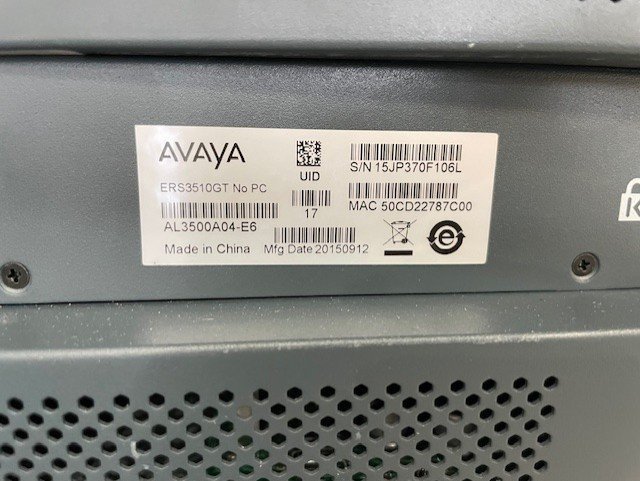 AVAYA
UID
S/N 15JP370F106L
ERS3510GT No PC
17
MAC 50CD22787C00
AL3500A04-E6
Made in China
Mfg Date 20150912
e
K